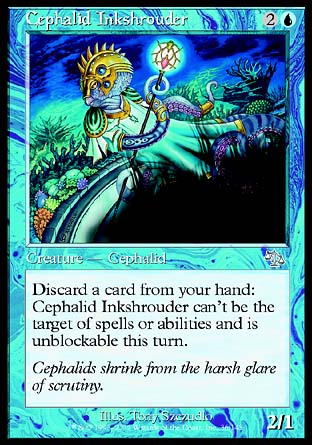 Cephalid Inkshrouder 2
Creature — Cephalid
Discard a card from your hand:
Cephalid Inkshrouder can't be the
target of spells or abilities and is
unblockable this turn.
Cephalids shrink from the harsh glare
of scrutiny.
Illus. Tony Szczudlo
2/1